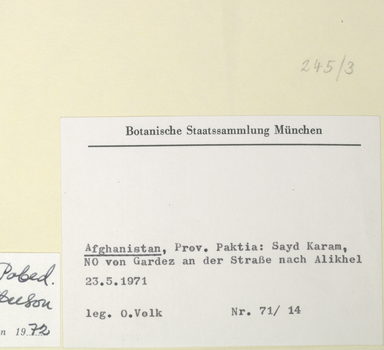 245/3
Botanische Staatssammlung München
Afghanistan, Prov. Paktia: Sayd Karam,
NO von Gardez an der Straße nach Alikhel
23.5.1971
leg. O.Volk Nr. 71/ 14
Pobed.
n 19.72